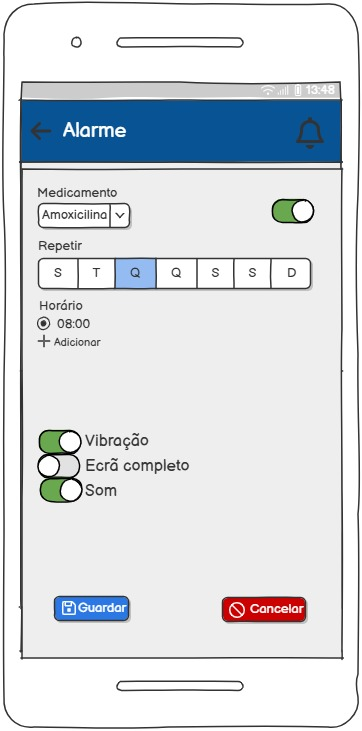 13:48
Alarme
Medicamento
Amoxicilina
Repetir
S T Q Q S S D
Horário
08:00
Adicionar
Vibração
Ecrã completo
Som
Guardar Cancelar